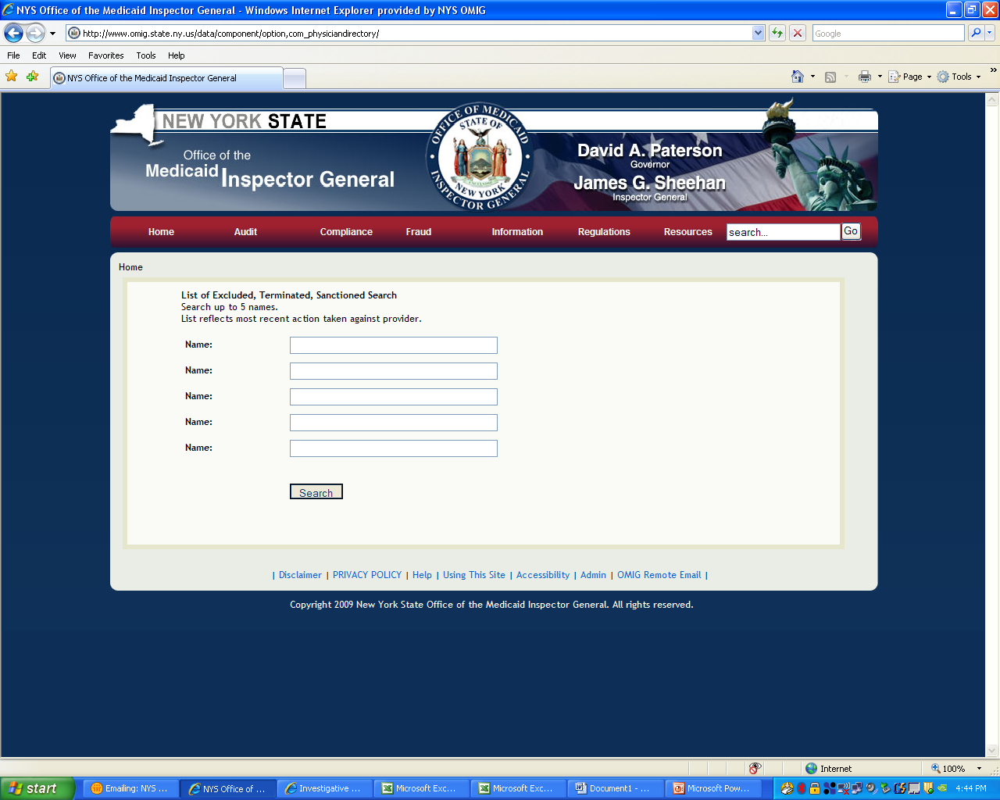 NYS Office of the Medicaid Inspector General - Windows Internet Explorer provided by NYS OMIG
http://www.omig.state.ny.us/data/component/option,com_physiciandirectory/
Google
File Edit View Favorites Tools Help
NYS Office of the Medicaid Inspector General
Page Tools
NEW YORK STATE
Office of the
Medicaid Inspector General
OFFICE OF MEDICAID INSPECTOR GENERAL
STATE OF NEW YORK
EXCELSIOR
David A. Paterson
Governor
James G. Sheehan
Inspector General
Home Audit Compliance Fraud Information Regulations Resources search... Go
Home
List of Excluded, Terminated, Sanctioned Search
Search up to 5 names.
List reflects most recent action taken against provider.
Name:
Name:
Name:
Name:
Name:
Search
| Disclaimer | PRIVACY POLICY | Help | Using This Site | Accessibility | Admin | OMIG Remote Email |
Copyright 2009 New York State Office of the Medicaid Inspector General. All rights reserved.
Internet 100%
start Emailing: NYS ... NYS Office of ... Investigative ... Microsoft Exc... Microsoft Exc... Document1 - ... Microsoft Pow... 4:44 PM